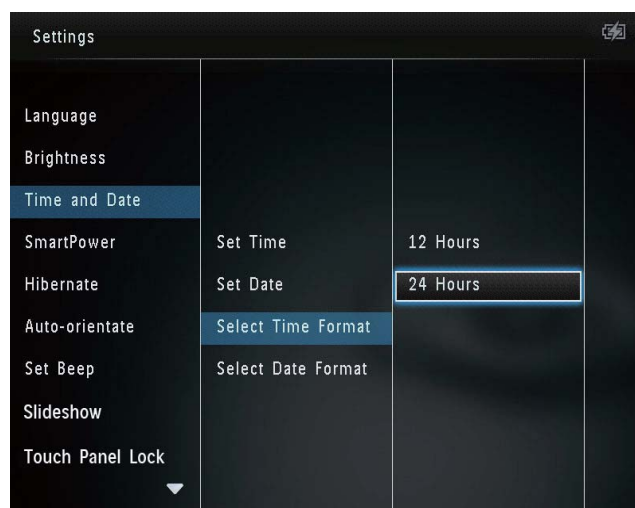 Settings
Language
Brightness
Time and Date
SmartPower
Hibernate
Auto-orientate
Set Beep
Slideshow
Touch Panel Lock
Set Time
Set Date
Select Time Format
Select Date Format
12 Hours
24 Hours